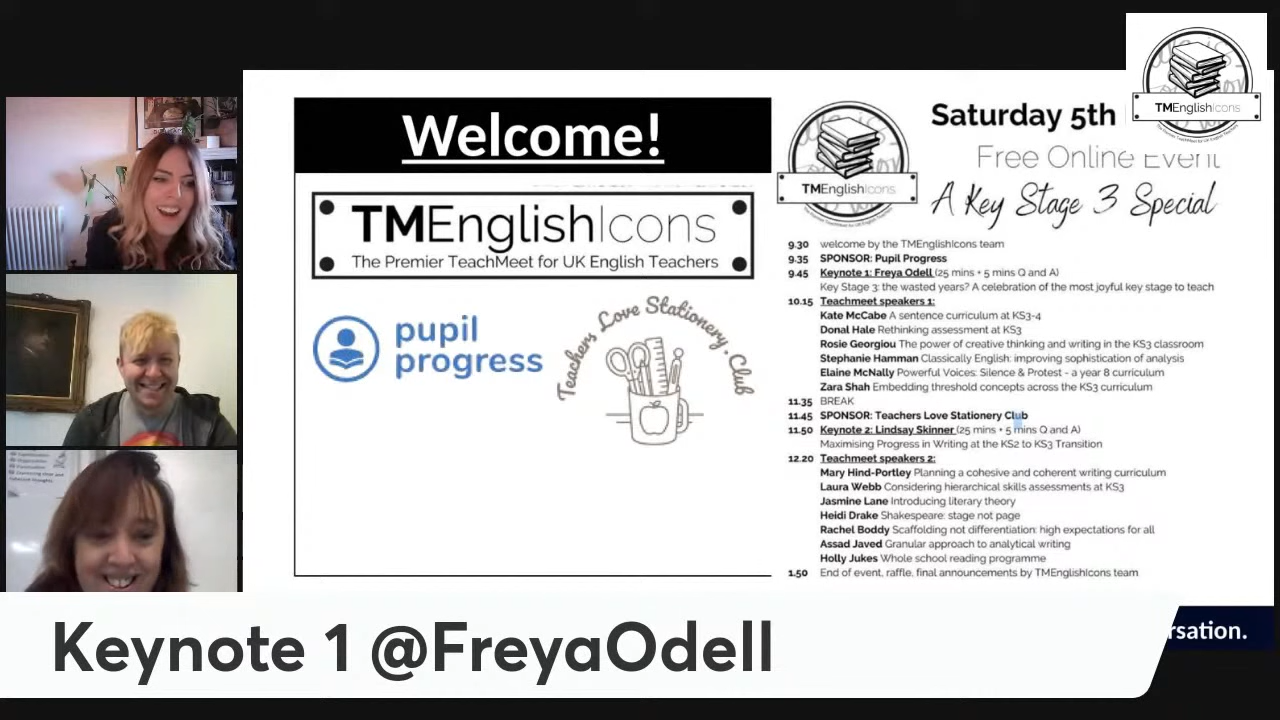 Welcome!
TMEnglishIcons
The Premier TeachMeet for UK English Teachers
pupil
progress
Teachers Love Stationery .Club
TMEnglishIcons
Saturday 5th
Free Online Event
A Key Stage 3 Special
9.30 welcome by the TMEnglishIcons team
9.35 SPONSOR: Pupil Progress
9.45 Keynote 1: Freya Odell (25 mins + 5 mins Q and A)
Key Stage 3: the wasted years? A celebration of the most joyful key stage to teach
10.15 Teachmeet speakers 1:
Kate McCabe A sentence curriculum at KS3-4
Donal Hale Rethinking assessment at KS3
Rosie Georgiou The power of creative thinking and writing in the KS3 classroom
Stephanie Hamman Classically English: improving sophistication of analysis
Elaine McNally Powerful Voices: Silence & Protest - a year 8 curriculum
Zara Shah Embedding threshold concepts across the KS3 curriculum
11.35 BREAK
11.45 SPONSOR: Teachers Love Stationery Club
11.50 Keynote 2: Lindsay Skinner (25 mins + 5 mins Q and A)
Maximising Progress in Writing at the KS2 to KS3 Transition
12.20 Teachmeet speakers 2:
Mary Hind-Portley Planning a cohesive and coherent writing curriculum
Laura Webb Considering hierarchical skills assessments at KS3
Jasmine Lane Introducing literary theory
Heidi Drake Shakespeare: stage not page
Rachel Boddy Scaffolding not differentiation: high expectations for all
Assad Javed Granular approach to analytical writing
Holly Jukes Whole school reading programme
1.50 End of event, raffle, final announcements by TMEnglishIcons team
TMEnglishIcons
rsation.
Keynote 1 @FreyaOdell